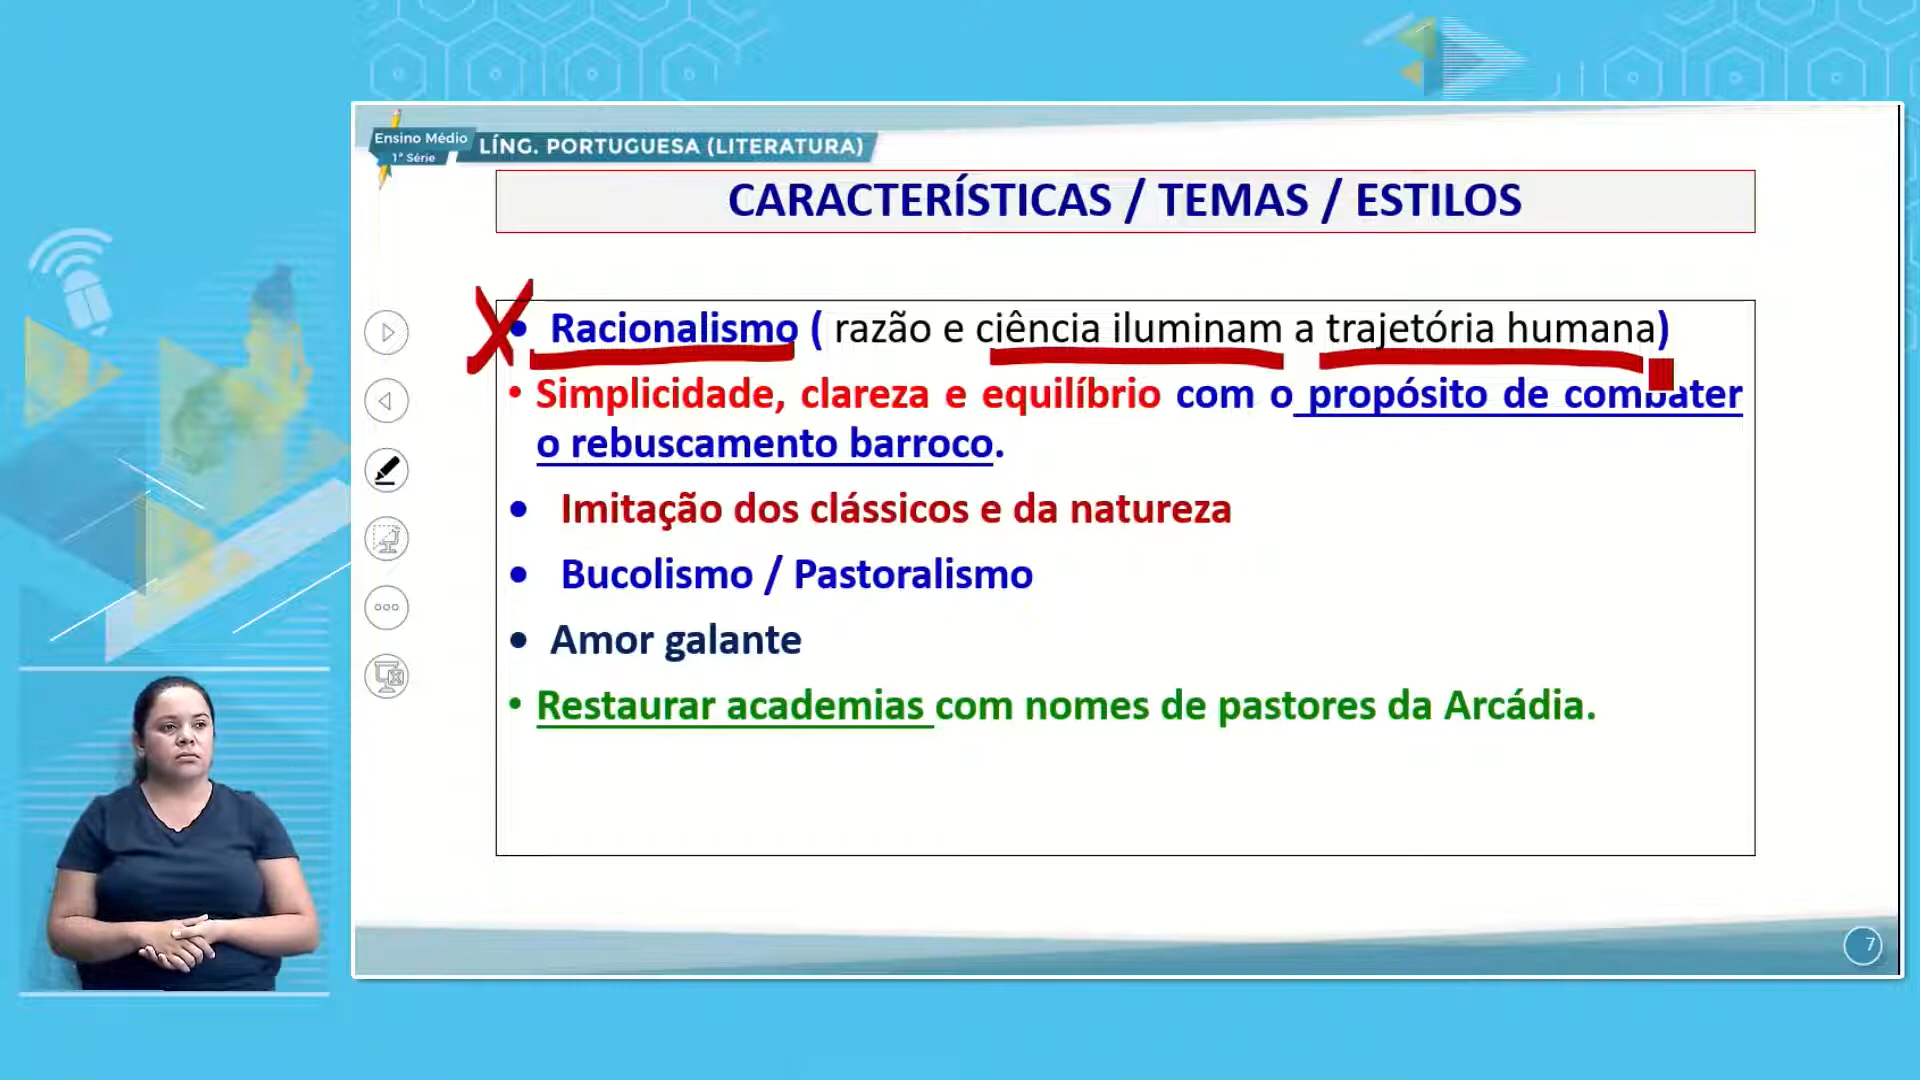 Ensino Médio
1ª Série
LÍNG. PORTUGUESA (LITERATURA)
CARACTERÍSTICAS / TEMAS / ESTILOS
• Racionalismo ( razão e ciência iluminam a trajetória humana)
• Simplicidade, clareza e equilíbrio com o propósito de combater
o rebuscamento barroco.
• Imitação dos clássicos e da natureza
• Bucolismo / Pastoralismo
• Amor galante
• Restaurar academias com nomes de pastores da Arcádia.
7